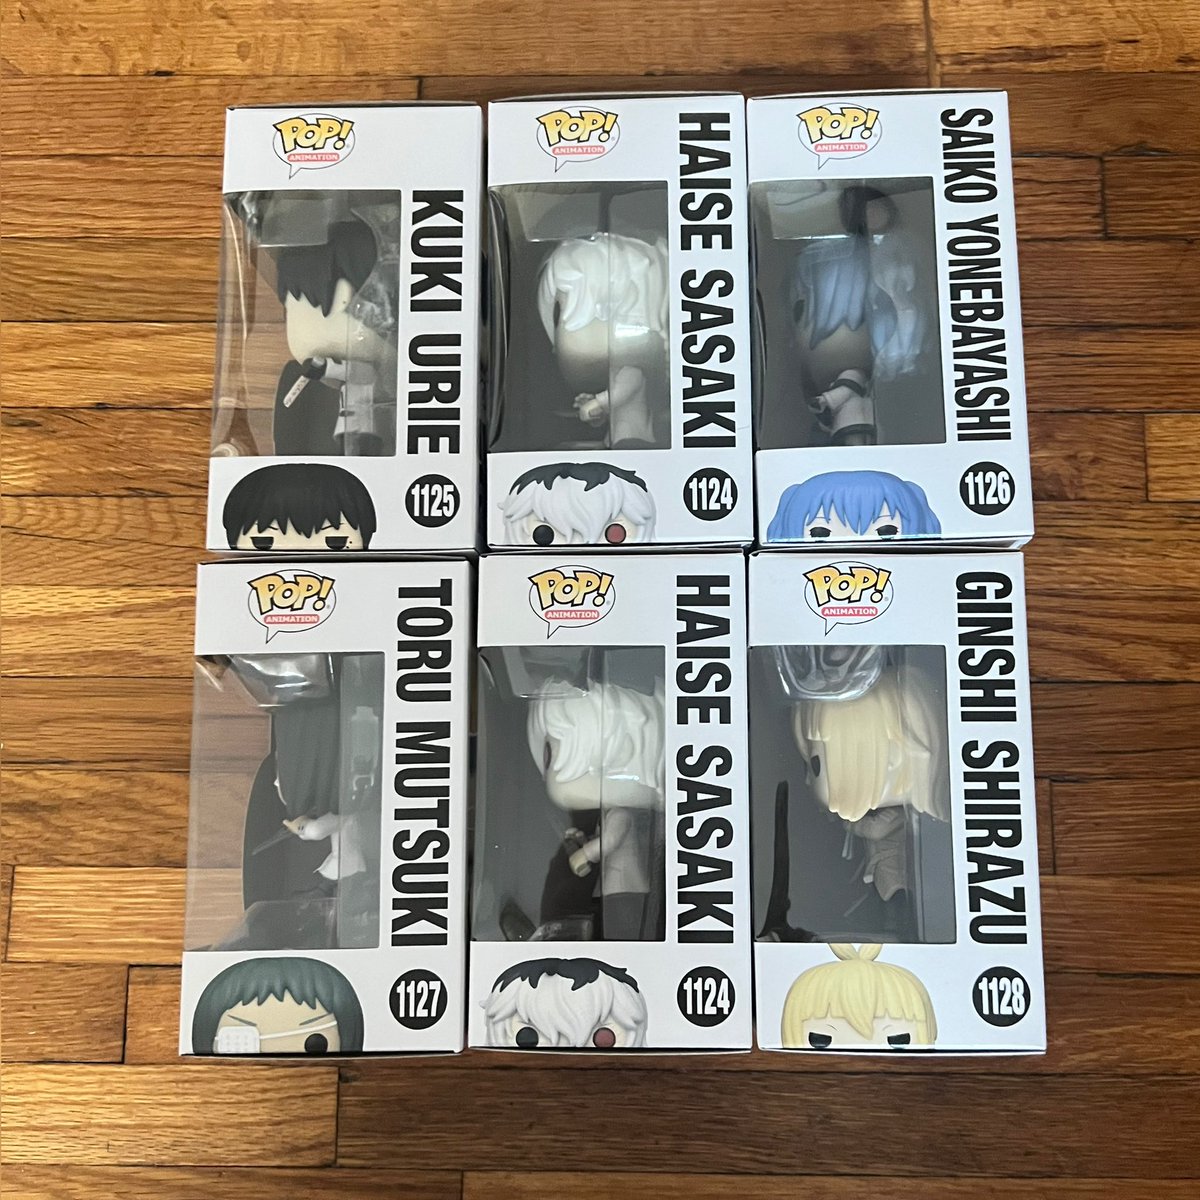 POP!
ANIMATION
KUKI URIE
1125
POP!
ANIMATION
HAISE SASAKI
1124
POP!
ANIMATION
SAIKO YONEBAYASHI
1126
POP!
ANIMATION
TORU MUTSUKI
1127
POP!
ANIMATION
HAISE SASAKI
1124
POP!
ANIMATION
GINSHI SHIRAZU
1128